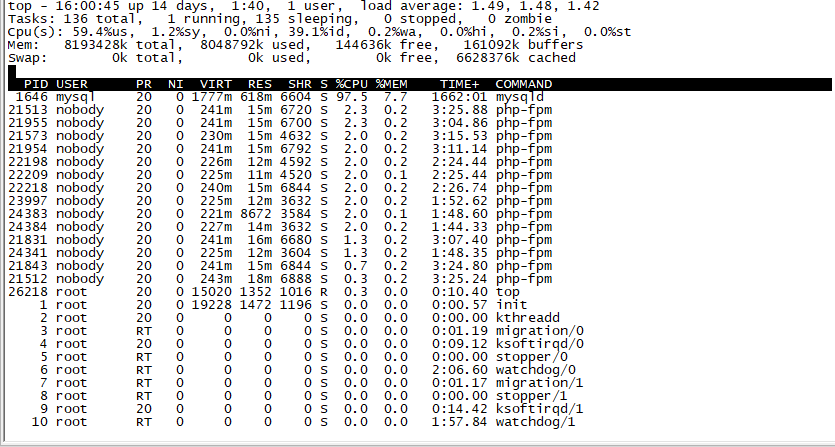 top - 16:00:45 up 14 days,  1:40,  1 user,  load average: 1.49, 1.48, 1.42
Tasks: 136 total,   1 running, 135 sleeping,   0 stopped,   0 zombie
Cpu(s): 59.4%us,  1.2%sy,  0.0%ni, 39.1%id,  0.2%wa,  0.0%hi,  0.2%si,  0.0%st
Mem:   8193428k total,  8048792k used,   144636k free,   161092k buffers
Swap:        0k total,        0k used,        0k free,  6628376k cached
PID USER      PR  NI  VIRT  RES  SHR S %CPU %MEM    TIME+  COMMAND
1646 mysql     20   0 1777m 618m 6604 S 97.5  7.7   1662:01 mysqld
21513 nobody    20   0  241m  15m 6720 S  2.3  0.2   3:25.88 php-fpm
21955 nobody    20   0  241m  15m 6700 S  2.3  0.2   3:04.86 php-fpm
21573 nobody    20   0  230m  15m 4632 S  2.0  0.2   3:15.53 php-fpm
21954 nobody    20   0  241m  15m 6792 S  2.0  0.2   3:11.14 php-fpm
22198 nobody    20   0  226m  12m 4592 S  2.0  0.2   2:24.44 php-fpm
22209 nobody    20   0  225m  11m 4520 S  2.0  0.1   2:25.44 php-fpm
22218 nobody    20   0  240m  15m 6844 S  2.0  0.2   2:26.74 php-fpm
23997 nobody    20   0  225m  12m 3632 S  2.0  0.2   1:52.62 php-fpm
24383 nobody    20   0  221m 8672 3584 S  2.0  0.1   1:48.60 php-fpm
24384 nobody    20   0  227m  14m 3632 S  2.0  0.2   1:44.33 php-fpm
21831 nobody    20   0  241m  16m 6680 S  1.3  0.2   3:07.40 php-fpm
24341 nobody    20   0  225m  12m 3604 S  1.3  0.2   1:48.35 php-fpm
21843 nobody    20   0  241m  15m 6844 S  0.7  0.2   3:24.80 php-fpm
21512 nobody    20   0  243m  18m 6888 S  0.3  0.2   3:25.24 php-fpm
26218 root      20   0 15020 1352 1016 R  0.3  0.0   0:10.40 top
1 root      20   0 19228 1472 1196 S  0.0  0.0   0:00.57 init
2 root      20   0     0    0    0 S  0.0  0.0   0:00.00 kthreadd
3 root      RT   0     0    0    0 S  0.0  0.0   0:01.19 migration/0
4 root      20   0     0    0    0 S  0.0  0.0   0:09.12 ksoftirqd/0
5 root      RT   0     0    0    0 S  0.0  0.0   0:00.00 stopper/0
6 root      RT   0     0    0    0 S  0.0  0.0   2:06.60 watchdog/0
7 root      RT   0     0    0    0 S  0.0  0.0   0:01.17 migration/1
8 root      RT   0     0    0    0 S  0.0  0.0   0:00.00 stopper/1
9 root      20   0     0    0    0 S  0.0  0.0   0:14.42 ksoftirqd/1
10 root      RT   0     0    0    0 S  0.0  0.0   1:57.84 watchdog/1